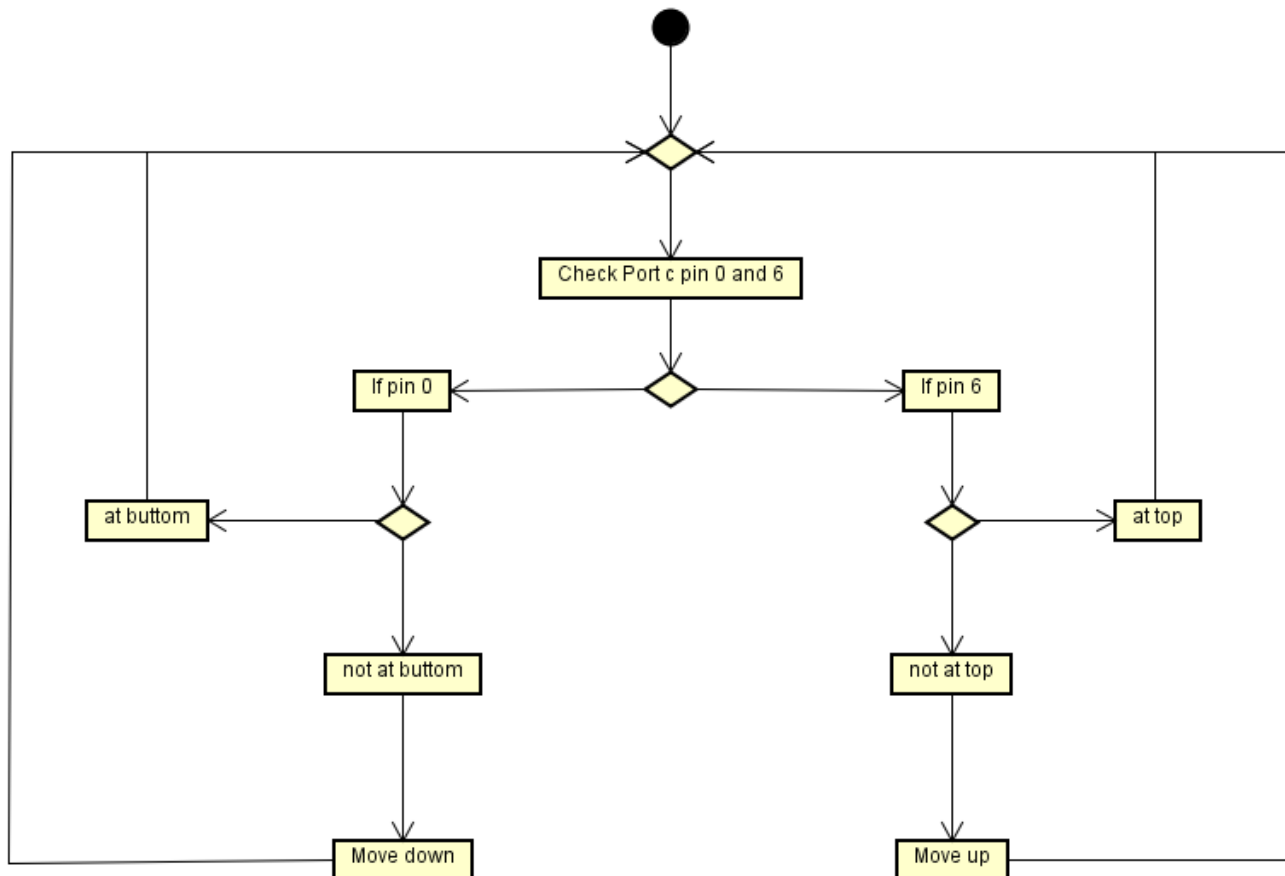 Check Port c pin 0 and 6
If pin 0
If pin 6
at buttom
at top
not at buttom
not at top
Move down
Move up